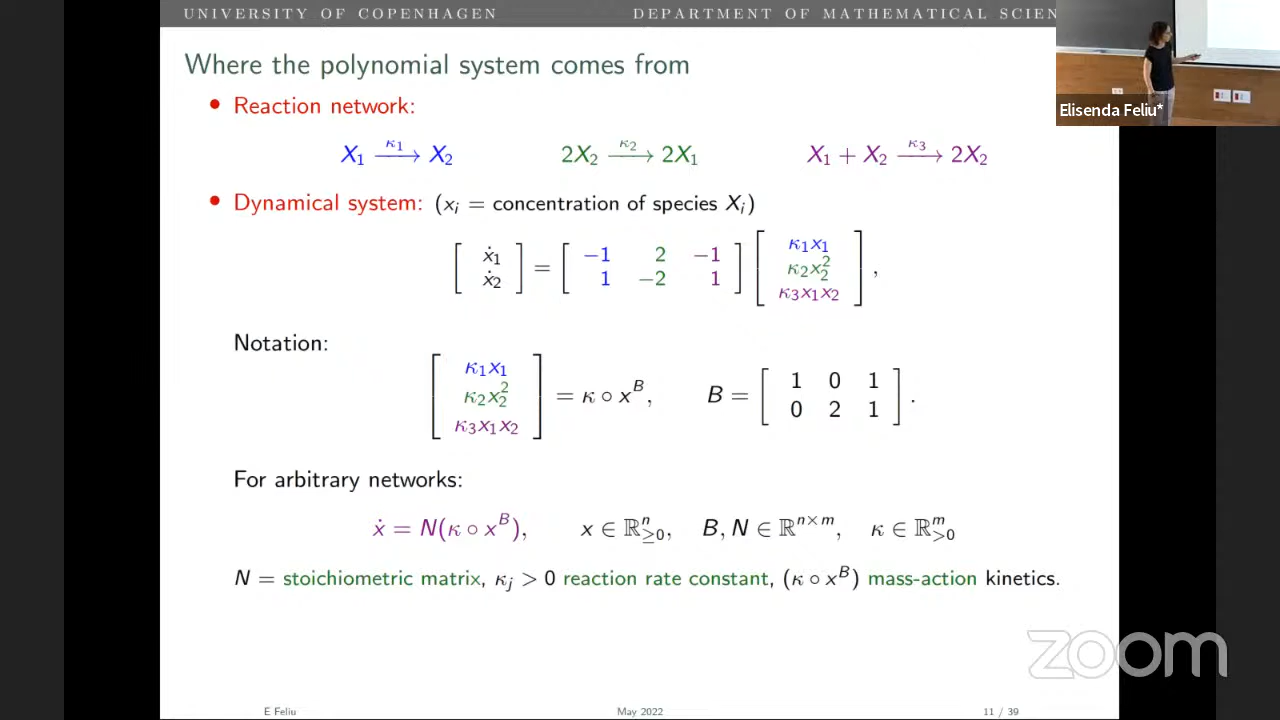 UNIVERSITY OF COPENHAGEN DEPARTMENT OF MATHEMATICAL SCIEN
Where the polynomial system comes from
Elisenda Feliu*
• Reaction network:
X₁ —κ₁→ X₂ 2X₂ —κ₂→ 2X₁ X₁ + X₂ —κ₃→ 2X₂
• Dynamical system: (xᵢ = concentration of species Xᵢ)
[ẋ₁; ẋ₂] = [−1 2 −1; 1 −2 1] [κ₁x₁; κ₂x₂²; κ₃x₁x₂],
Notation:
[κ₁x₁; κ₂x₂²; κ₃x₁x₂] = κ ∘ x^B, B = [1 0 1; 0 2 1].
For arbitrary networks:
ẋ = N(κ ∘ x^B), x ∈ ℝⁿ≥0, B, N ∈ ℝ^{n×m}, κ ∈ ℝᵐ>0
N = stoichiometric matrix, κⱼ > 0 reaction rate constant, (κ ∘ x^B) mass-action kinetics.
zoom
E Feliu May 2022 11 / 39